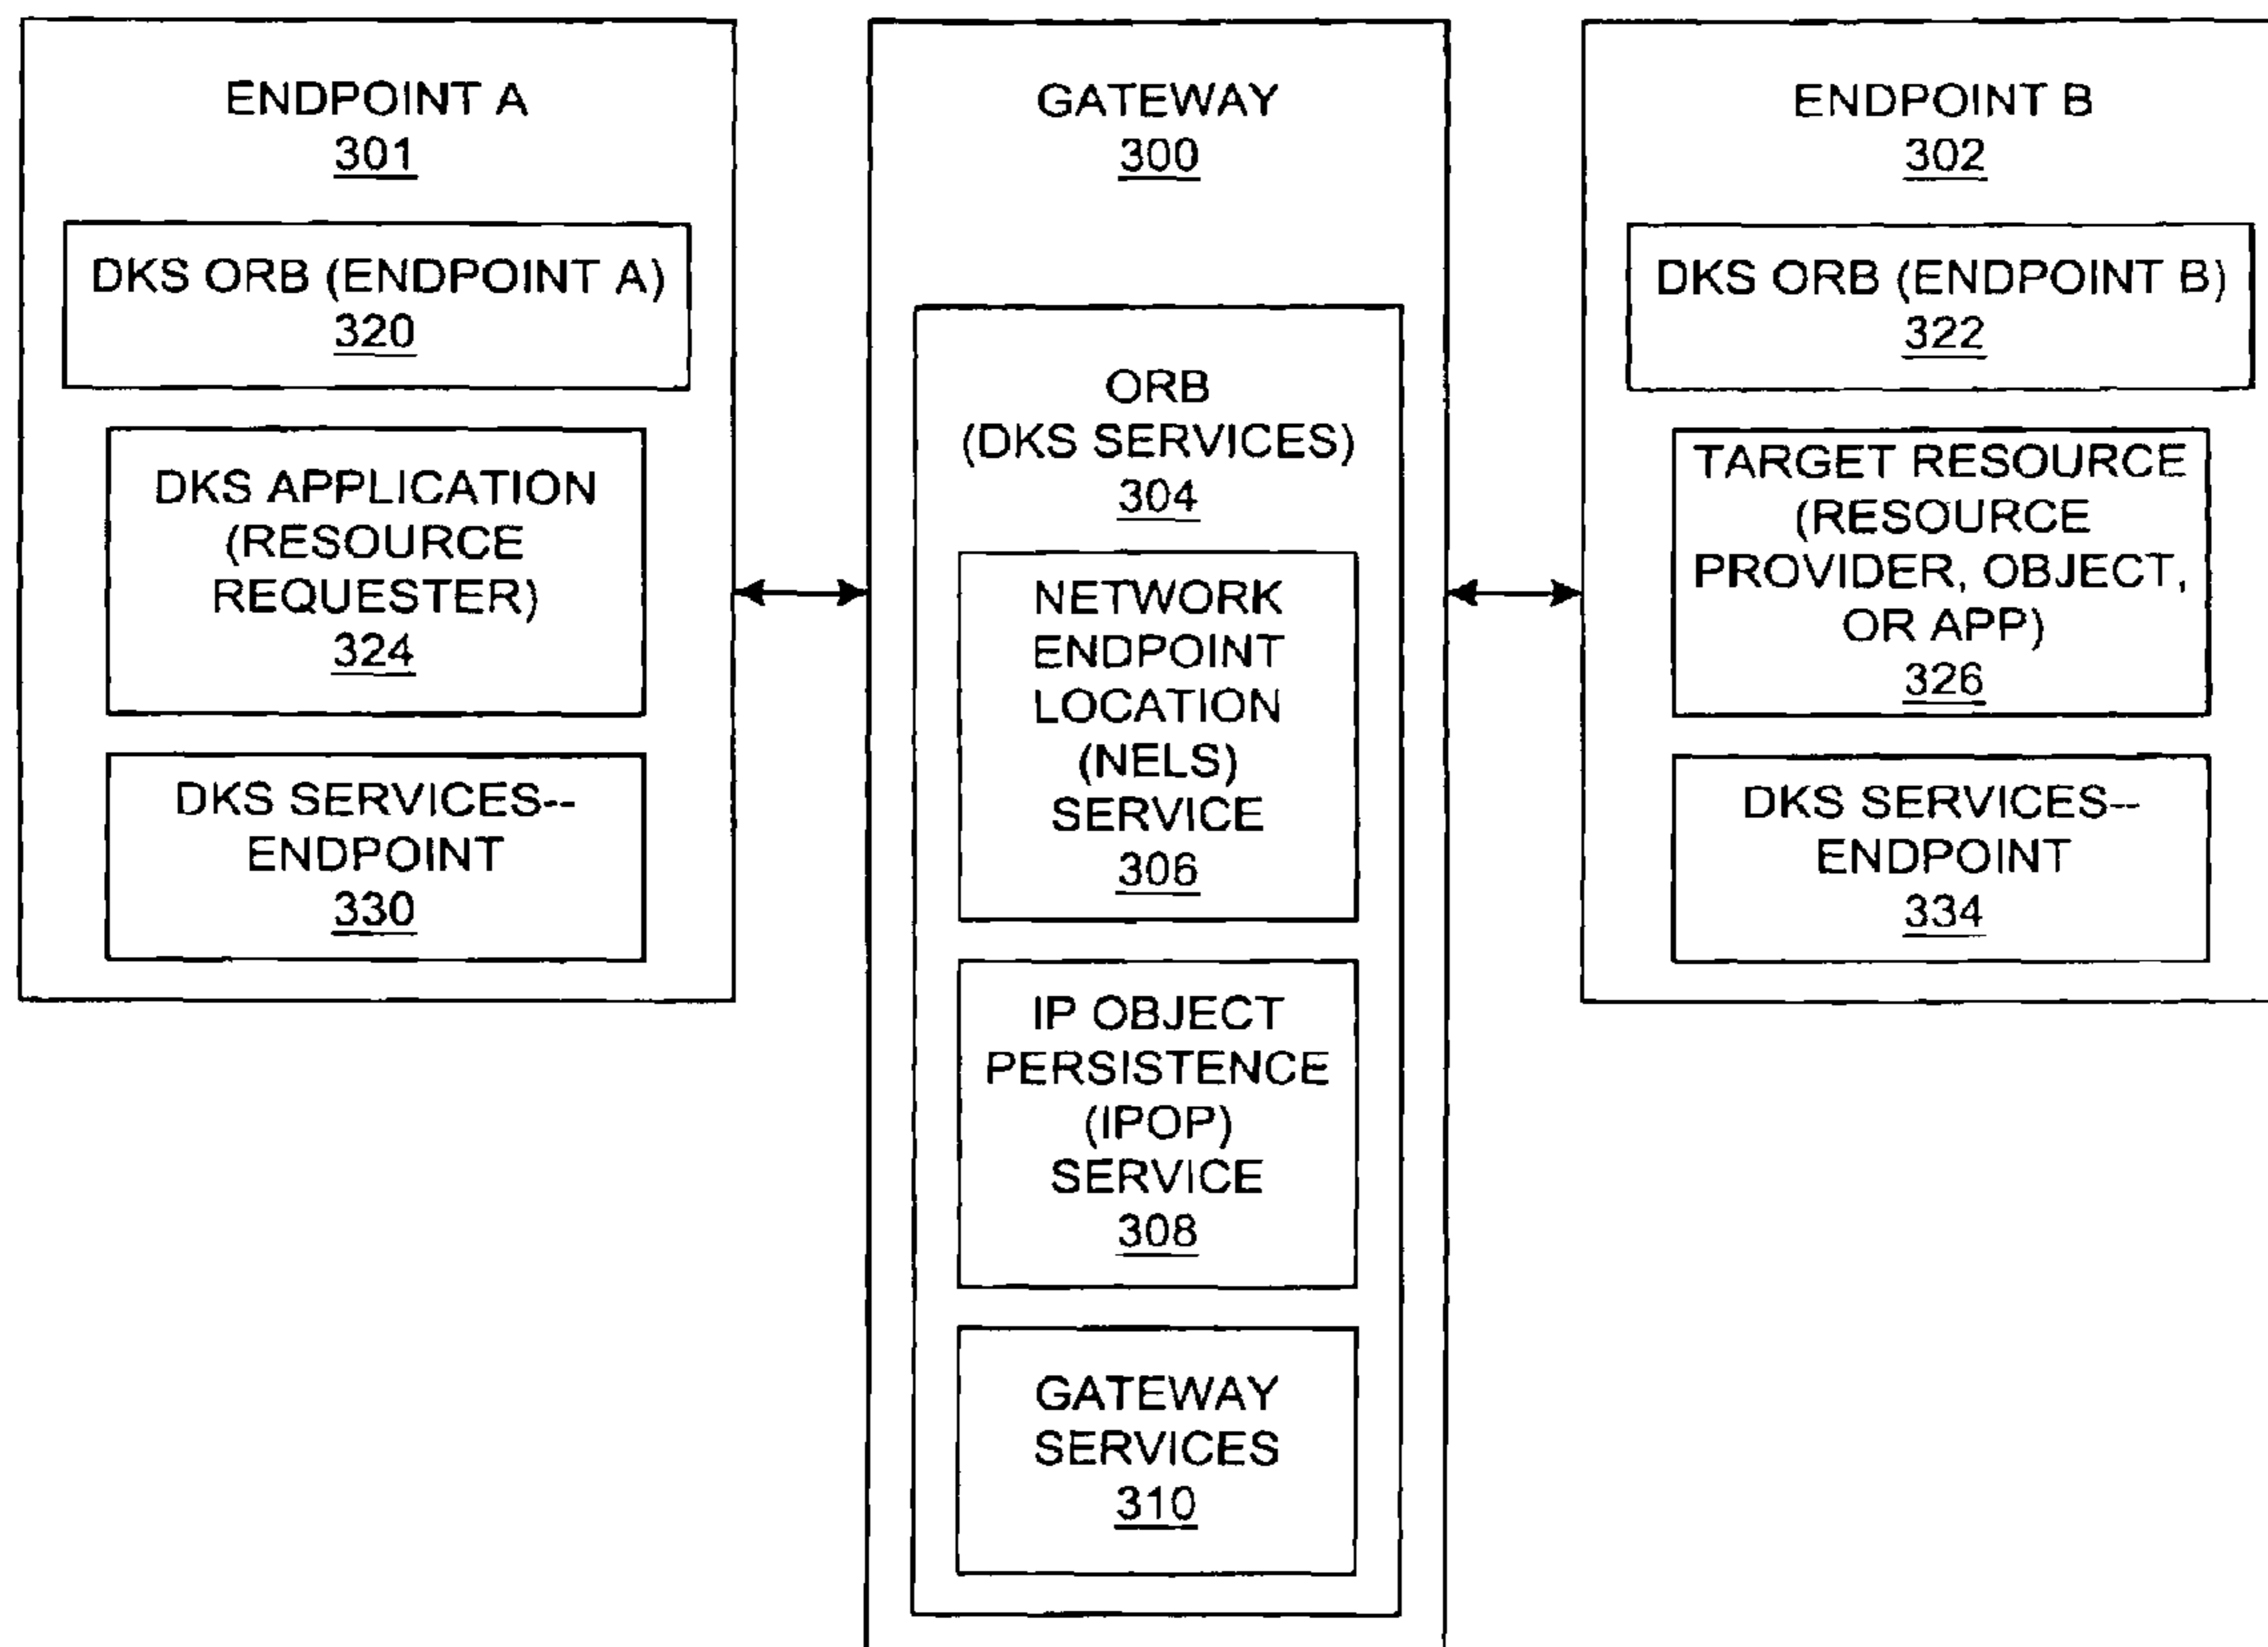 ENDPOINT A
301
DKS ORB (ENDPOINT A)
320
DKS APPLICATION
(RESOURCE
REQUESTER)
324
DKS SERVICES--
ENDPOINT
330
GATEWAY
300
ORB
(DKS SERVICES)
304
NETWORK
ENDPOINT
LOCATION
(NELS)
SERVICE
306
IP OBJECT
PERSISTENCE
(IPOP)
SERVICE
308
GATEWAY
SERVICES
310
ENDPOINT B
302
DKS ORB (ENDPOINT B)
322
TARGET RESOURCE
(RESOURCE
PROVIDER, OBJECT,
OR APP)
326
DKS SERVICES--
ENDPOINT
334